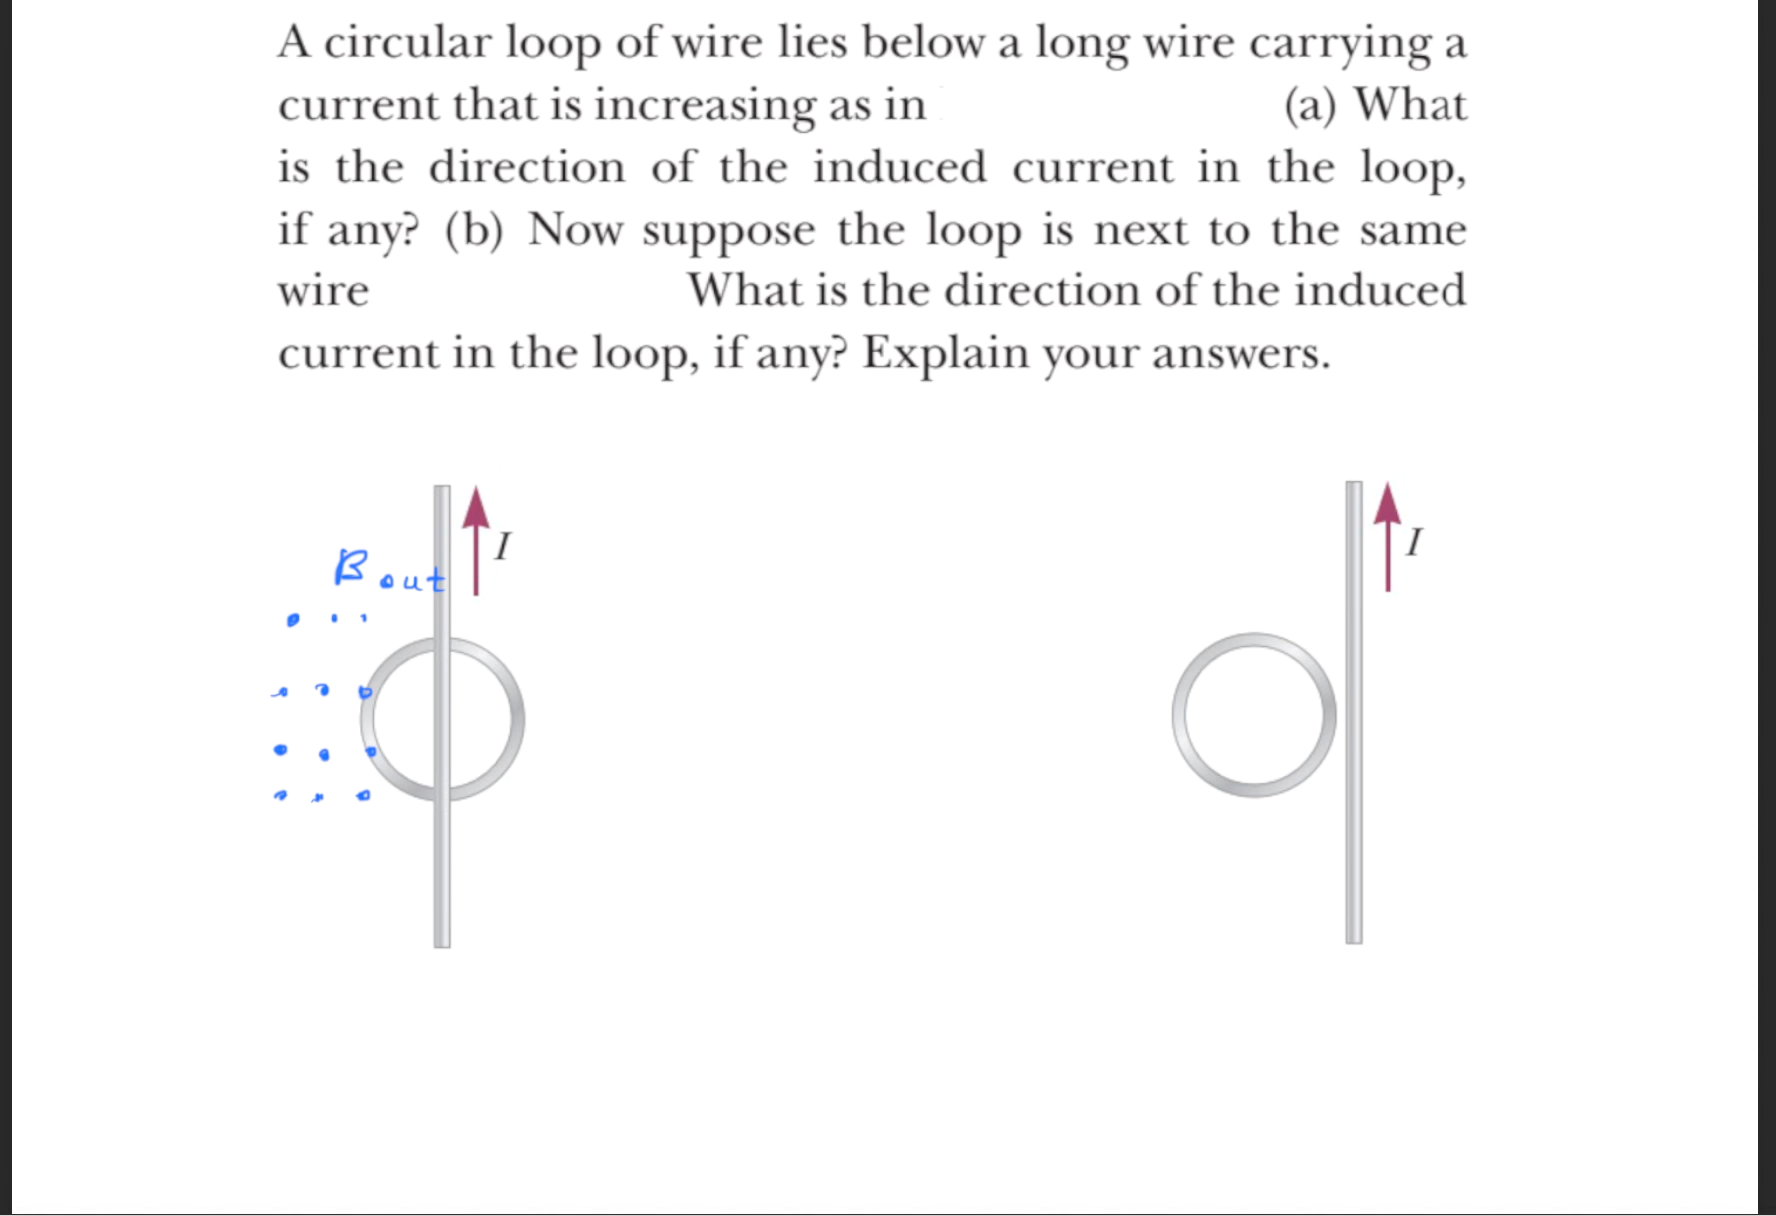 A circular loop of wire lies below a long wire carrying a
current that is increasing as in (a) What
is the direction of the induced current in the loop,
if any? (b) Now suppose the loop is next to the same
wire What is the direction of the induced
current in the loop, if any? Explain your answers.
I
I
B out